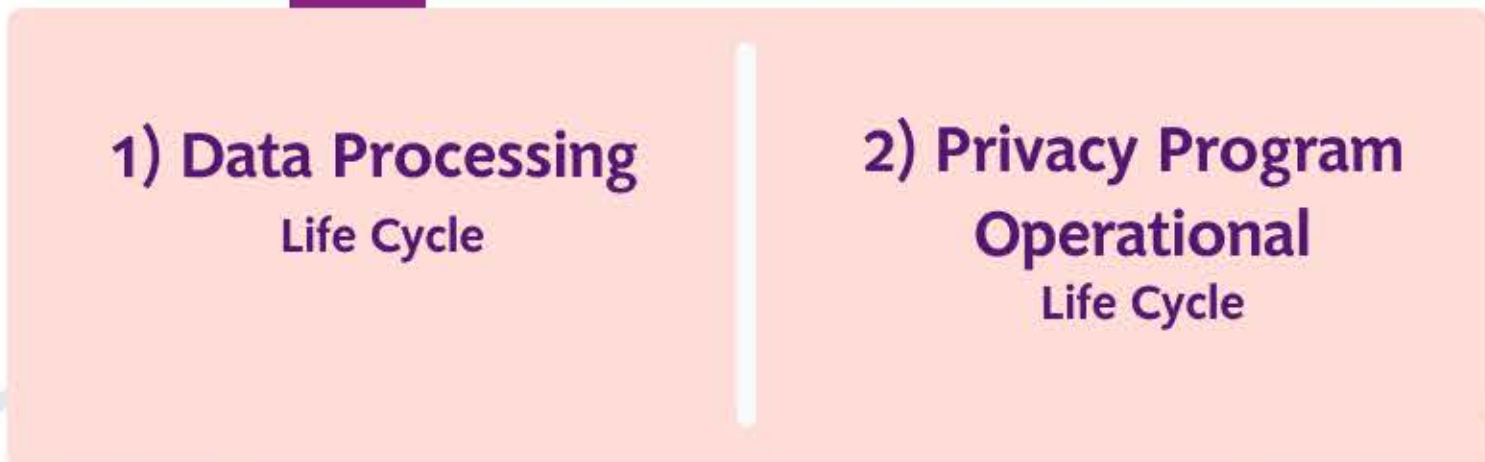 1) Data Processing
Life Cycle
2) Privacy Program
Operational
Life Cycle